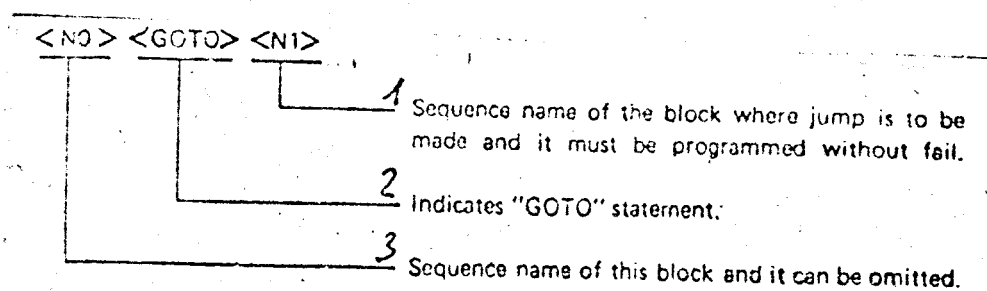 <N0> <GOTO> <N1>
1 Sequence name of the block where jump is to be
made and it must be programmed without fail.
2 Indicates "GOTO" statement.
3 Sequence name of this block and it can be omitted.